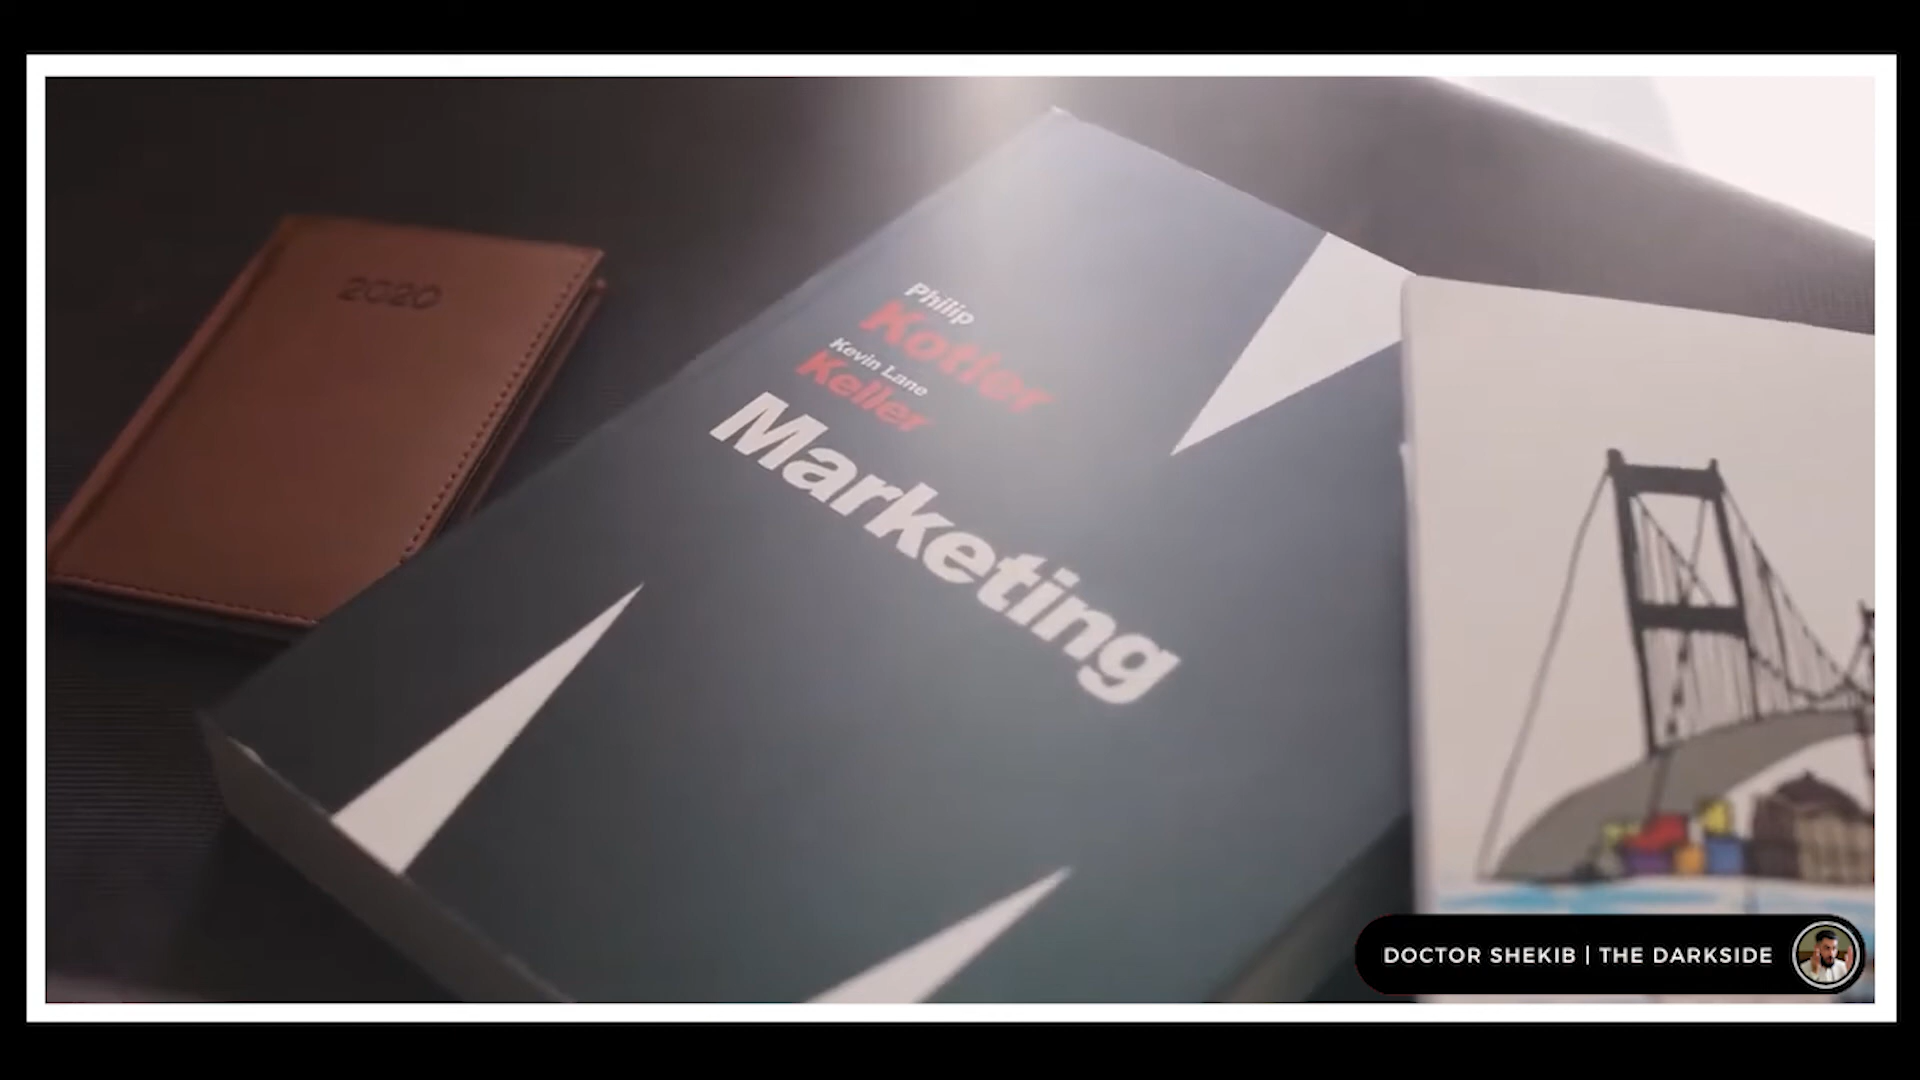 2020
Philip
Kotler
Kevin Lane
Keller
Marketing
DOCTOR SHEKIB | THE DARKSIDE